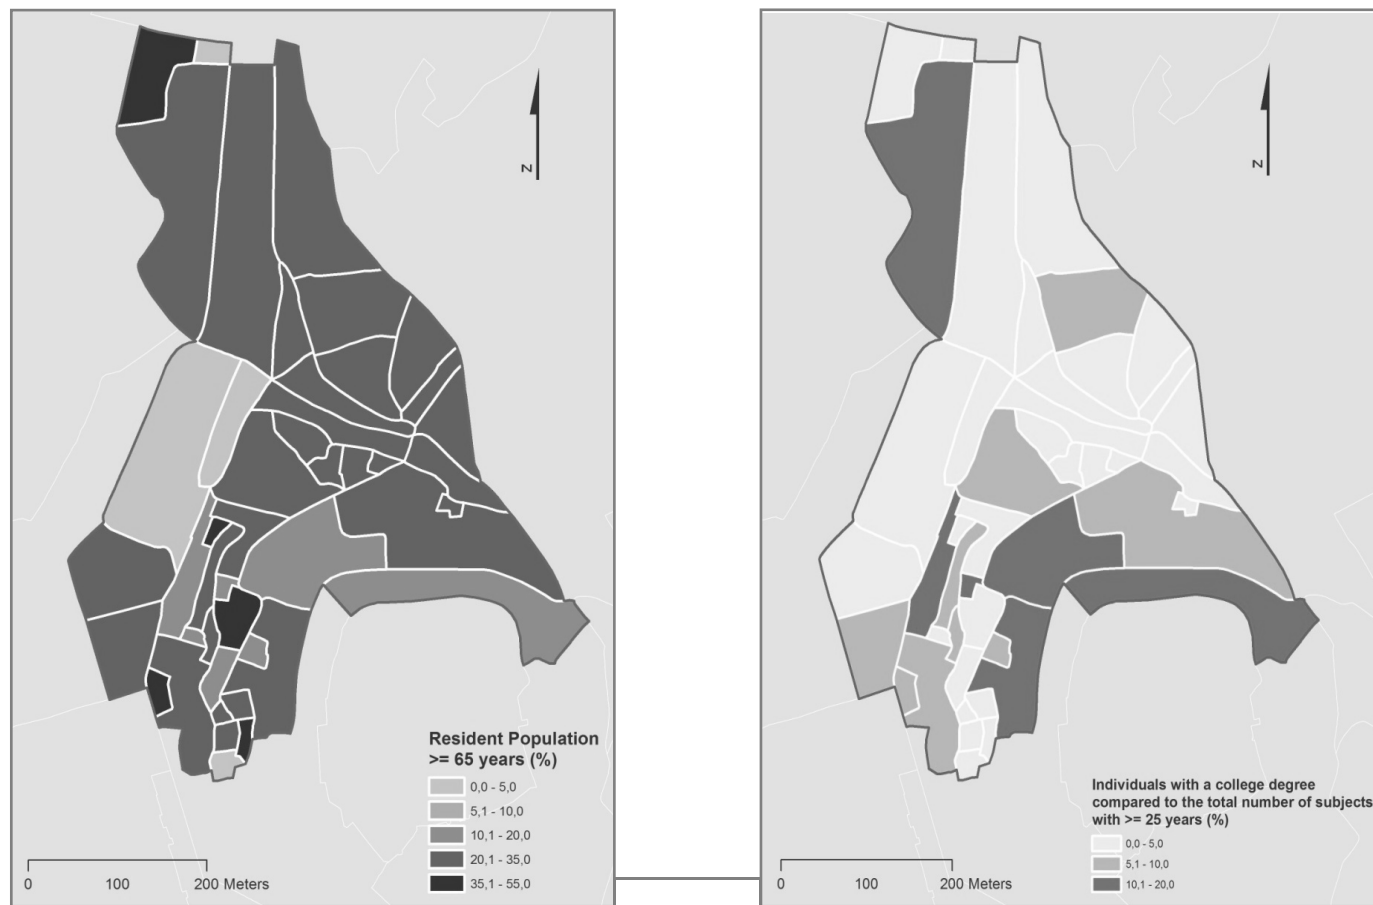 N
Resident Population
>= 65 years (%)
0,0 - 5,0
5,1 - 10,0
10,1 - 20,0
20,1 - 35,0
35,1 - 55,0
0 100 200 Meters
N
Individuals with a college degree
compared to the total number of subjects
with >= 25 years (%)
0,0 - 5,0
5,1 - 10,0
10,1 - 20,0
0 100 200 Meters